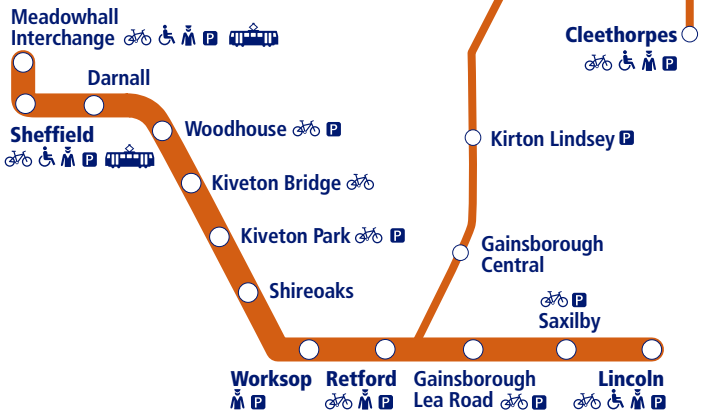 Meadowhall
Interchange P
Cleethorpes
P
Darnall
Sheffield
P
Woodhouse P
Kirton Lindsey P
Kiveton Bridge
Kiveton Park P
Gainsborough
Central
Shireoaks
P
Saxilby
Worksop
P
Retford
P
Gainsborough
Lea Road P
Lincoln
P